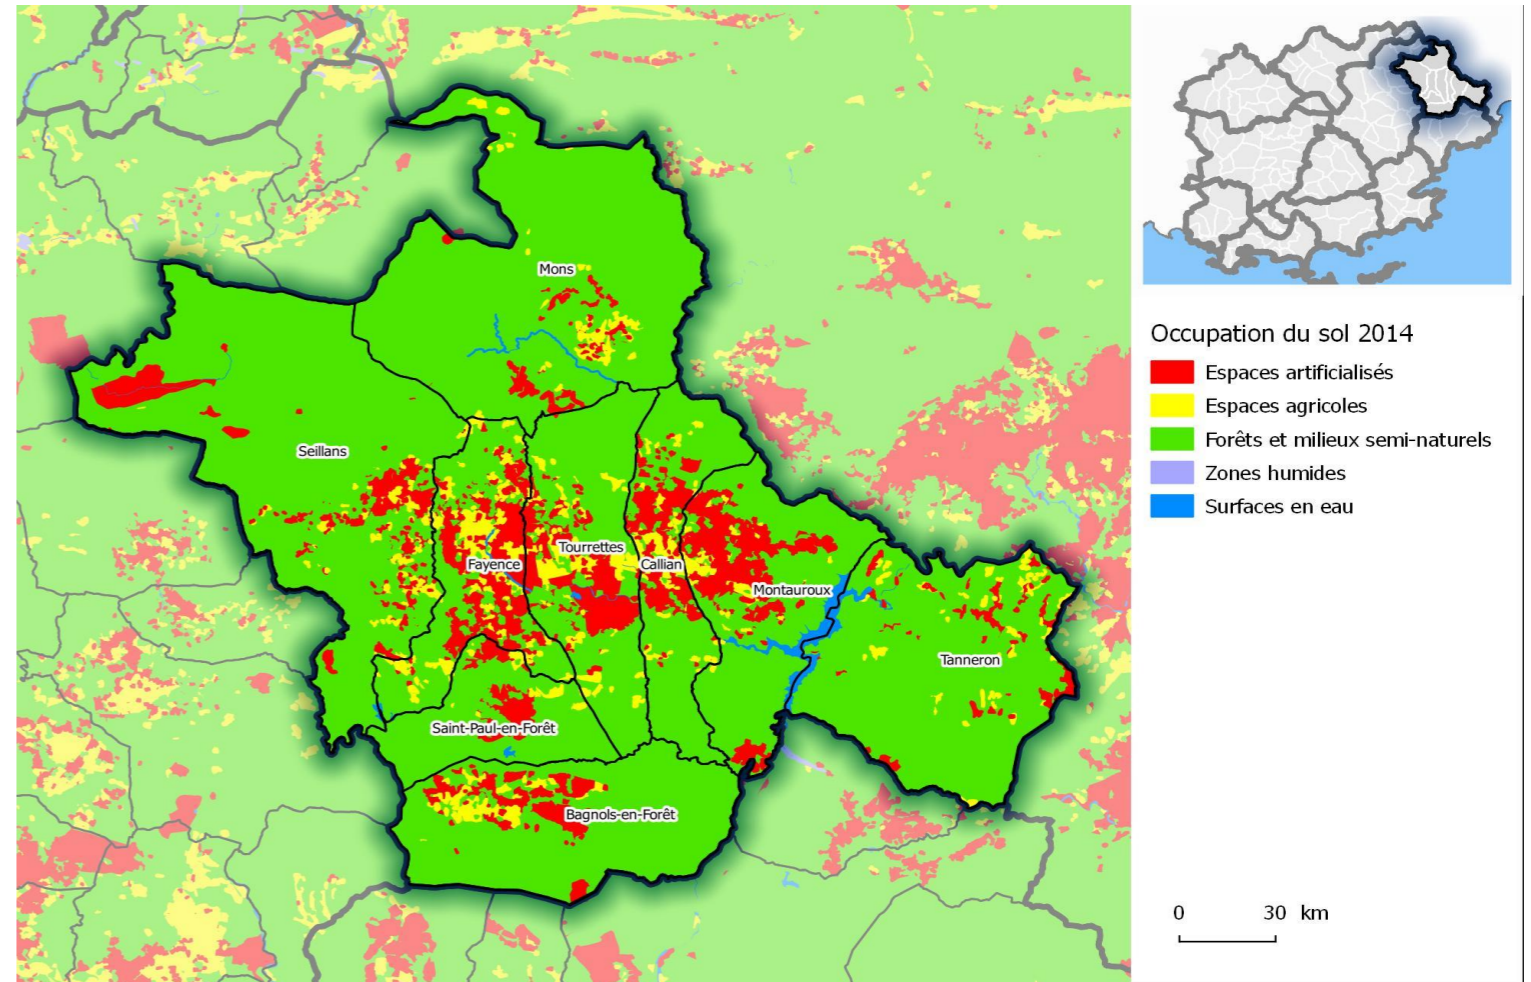 Mons
Seillans
Tourrettes
Fayence
Callian
Montauroux
Tanneron
Saint-Paul-en-Forêt
Bagnols-en-Forêt
Occupation du sol 2014
Espaces artificialisés
Espaces agricoles
Forêts et milieux semi-naturels
Zones humides
Surfaces en eau
0 30 km